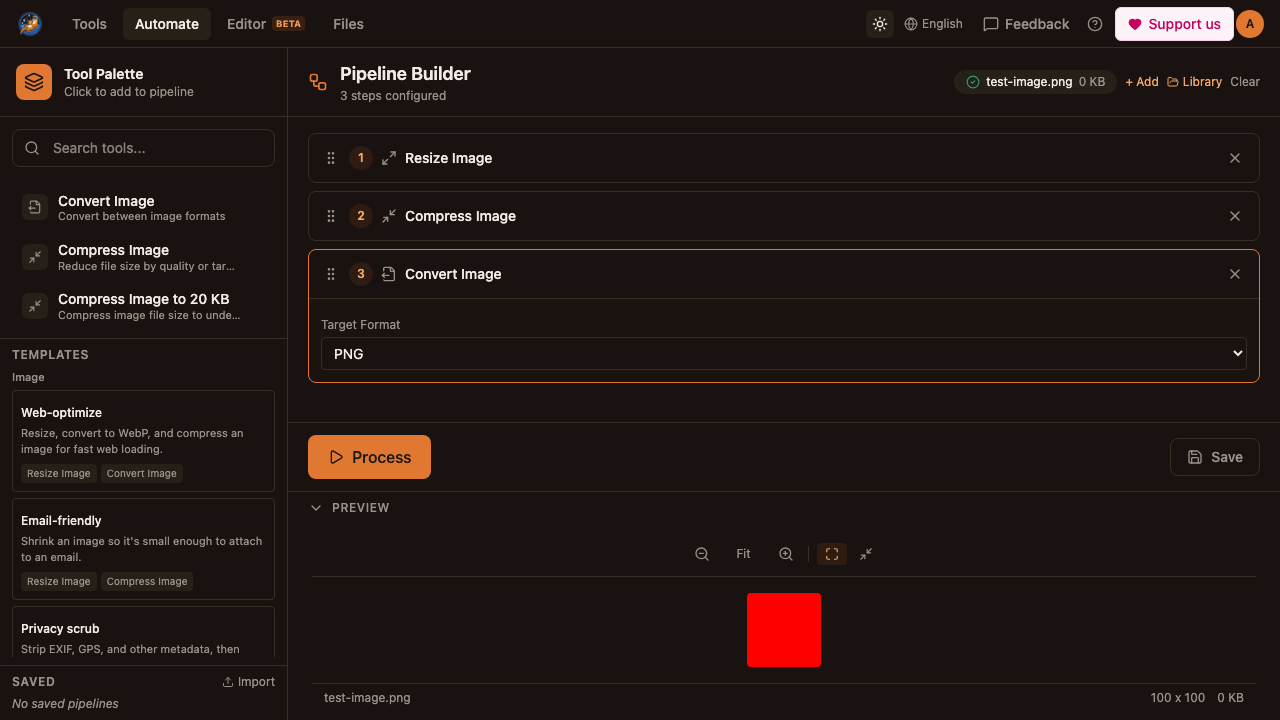 Tools
Automate
Editor BETA
Files
English
Feedback
Support us
A
Tool Palette
Click to add to pipeline
Search tools...
Convert Image
Convert between image formats
Compress Image
Reduce file size by quality or tar...
Compress Image to 20 KB
Compress image file size to unde...
TEMPLATES
Image
Web-optimize
Resize, convert to WebP, and compress an
image for fast web loading.
Resize Image Convert Image
Email-friendly
Shrink an image so it's small enough to attach
to an email.
Resize Image Compress Image
Privacy scrub
Strip EXIF, GPS, and other metadata, then
SAVED
Import
No saved pipelines
Pipeline Builder
3 steps configured
test-image.png 0 KB
+ Add
Library
Clear
1 Resize Image
2 Compress Image
3 Convert Image
Target Format
PNG
Process
Save
PREVIEW
Fit
test-image.png
100 x 100 0 KB